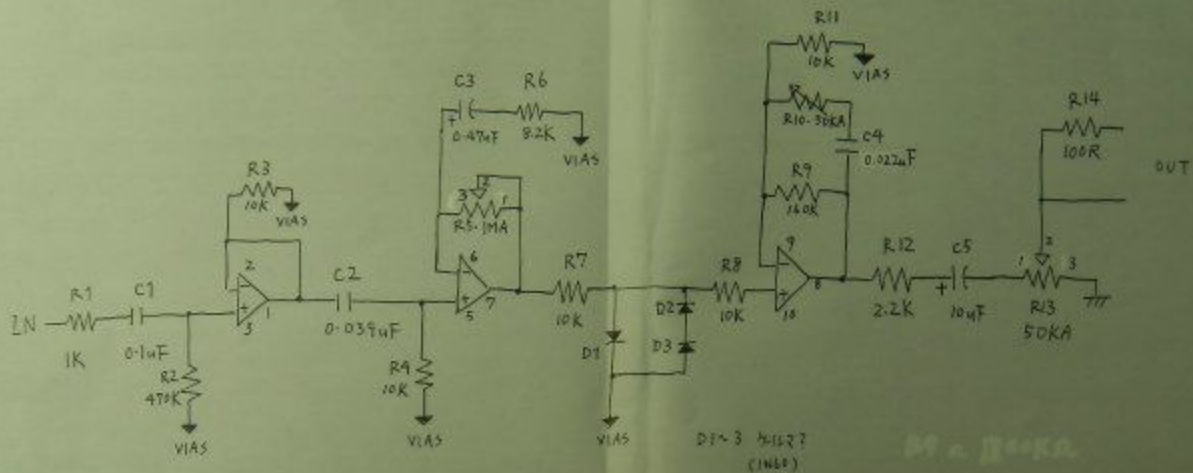 R11
10K
VIAS
C3
R6
0.47uF
8.2K
VIAS
R10-50KA
C4
0.022uF
R14
100R
OUT
R3
10K
VIAS
3
2
1
R5-1MA
R9
R1
C1
IN
1K
0.1uF
2
3
1
C2
0.039uF
6
5
7
R7
10K
R8
10K
9
10
8
R12
2.2K
C5
+
10uF
1
2
3
R13
50KA
R2
470K
VIAS
R4
10K
VIAS
D1
D2
D3
VIAS
D1~3